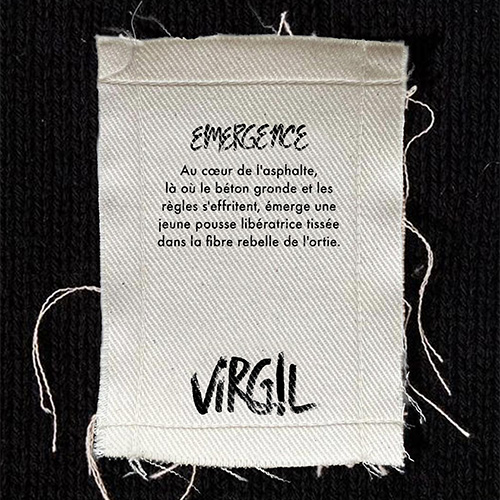 EMERGENCE
Au cœur de l'asphalte,
là où le béton gronde et les
règles s'effritent, émerge une
jeune pousse libératrice tissée
dans la fibre rebelle de l'ortie.
ViRG!L